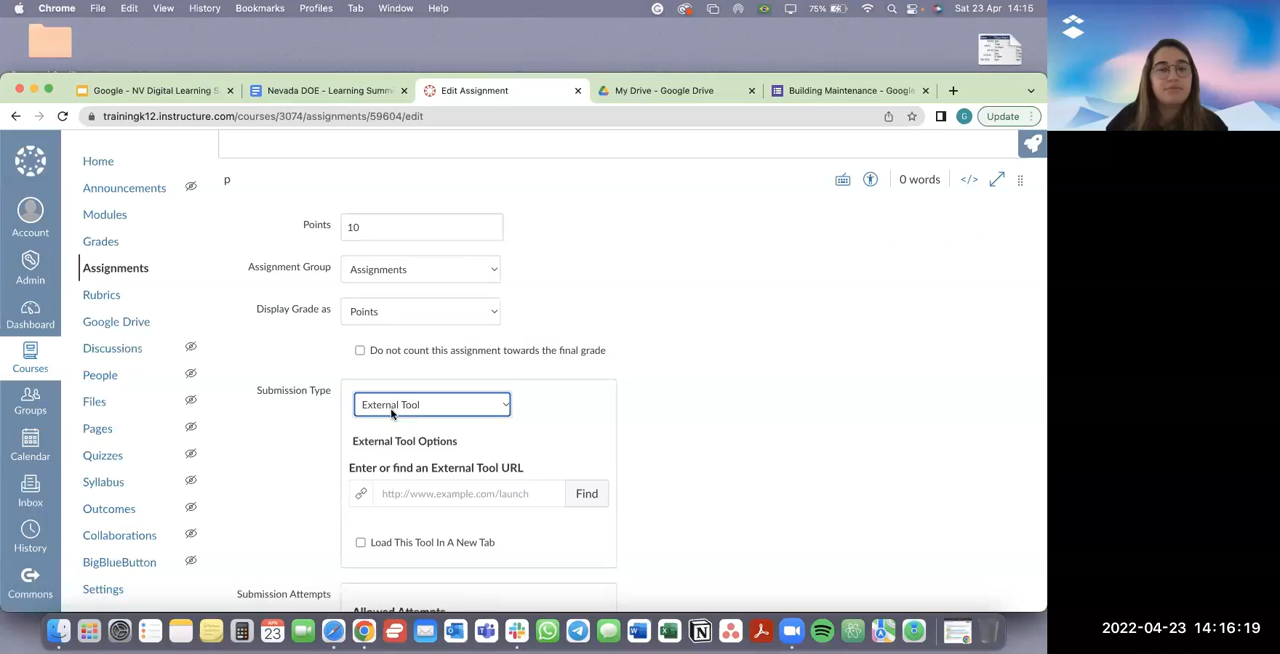 Chrome File Edit View History Bookmarks Profiles Tab Window Help 75% Sat 23 Apr 14:15
Google - NV Digital Learning S Nevada DOE - Learning Summ Edit Assignment My Drive - Google Drive Building Maintenance - Google
trainingk12.instructure.com/courses/3074/assignments/59604/edit G Update
Account
Admin
Dashboard
Courses
Groups
Calendar
Inbox
History
Commons
Home
Announcements
Modules
Grades
Assignments
Rubrics
Google Drive
Discussions
People
Files
Pages
Quizzes
Syllabus
Outcomes
Collaborations
BigBlueButton
Settings
p 0 words </>
Points 10
Assignment Group Assignments
Display Grade as Points
Do not count this assignment towards the final grade
Submission Type
External Tool
External Tool Options
Enter or find an External Tool URL
http://www.example.com/launch Find
Load This Tool In A New Tab
Submission Attempts
Allowed Attempts
APR
23
2022-04-23 14:16:19